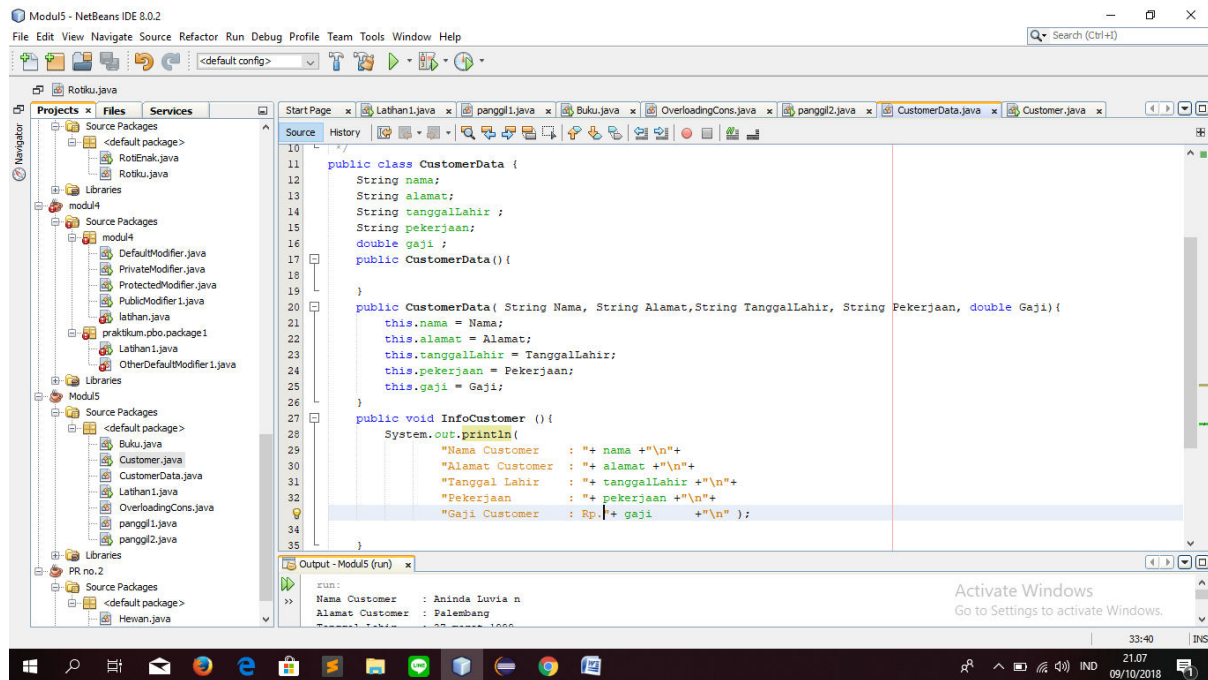 Modul5 - NetBeans IDE 8.0.2
File Edit View Navigate Source Refactor Run Debug Profile Team Tools Window Help
Search (Ctrl+I)
<default config>
Rotiku.java
Projects Files Services
Navigator
Source Packages
<default package>
RotiEnak.java
Rotiku.java
Libraries
modul4
Source Packages
modul4
DefaultModifier.java
PrivateModifier.java
ProtectedModifier.java
PublicModifier1.java
latihan.java
praktikum.pbo.package1
Latihan1.java
OtherDefaultModifier1.java
Libraries
Modul5
Source Packages
<default package>
Buku.java
Customer.java
CustomerData.java
Latihan1.java
OverloadingCons.java
panggil1.java
panggil2.java
Libraries
PR no.2
Source Packages
<default package>
Hewan.java
Start Page Latihan1.java panggil1.java Buku.java OverloadingCons.java panggil2.java CustomerData.java Customer.java
Source History
10 */
11 public class CustomerData {
12 String nama;
13 String alamat;
14 String tanggalLahir ;
15 String pekerjaan;
16 double gaji ;
17 public CustomerData(){
18
19 }
20 public CustomerData( String Nama, String Alamat,String TanggalLahir, String Pekerjaan, double Gaji){
21 this.nama = Nama;
22 this.alamat = Alamat;
23 this.tanggalLahir = TanggalLahir;
24 this.pekerjaan = Pekerjaan;
25 this.gaji = Gaji;
26 }
27 public void InfoCustomer (){
28 System.out.println(
29 "Nama Customer : "+ nama +"\n"+
30 "Alamat Customer : "+ alamat +"\n"+
31 "Tanggal Lahir : "+ tanggalLahir +"\n"+
32 "Pekerjaan : "+ pekerjaan +"\n"+
"Gaji Customer : Rp."+ gaji +"\n" );
34
35 }
Output - Modul5 (run)
run:
Nama Customer : Aninda Luvia n
Alamat Customer : Palembang
Activate Windows
Go to Settings to activate Windows.
33:40 INS
IND
21.07
09/10/2018